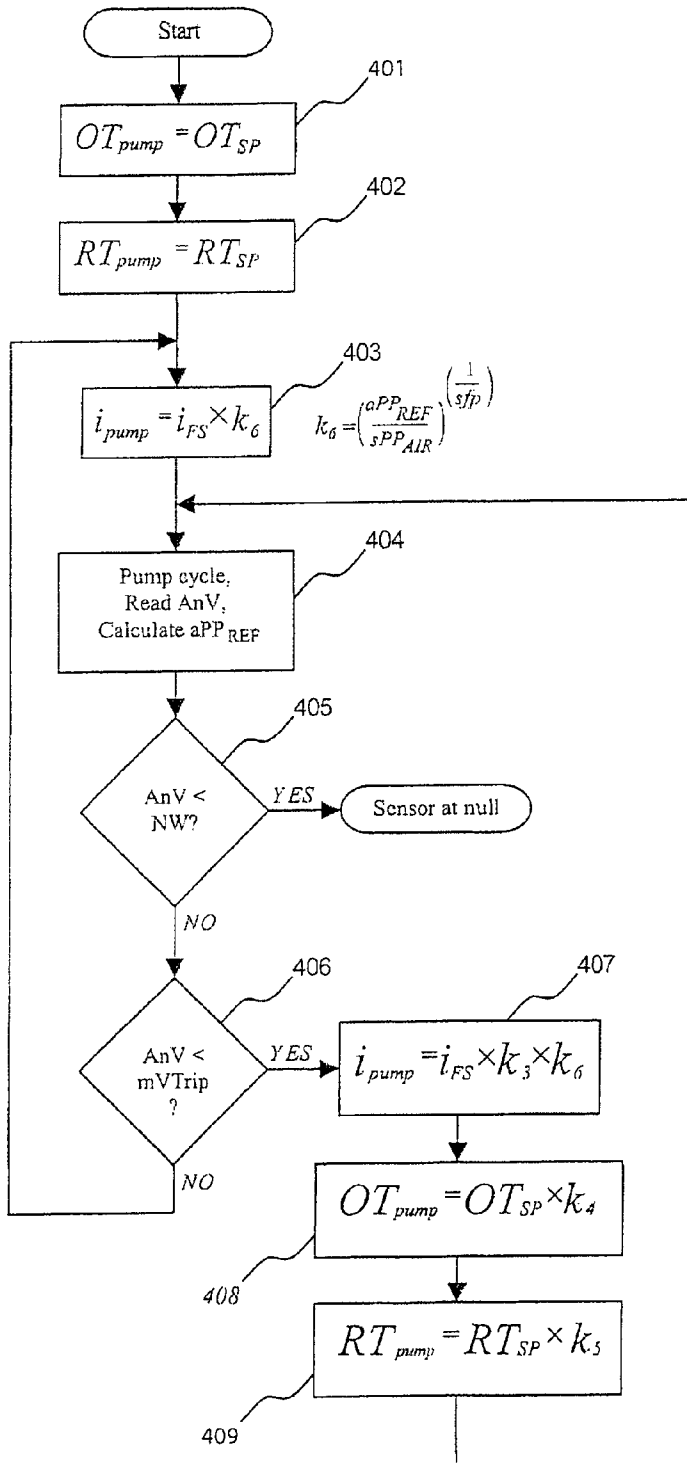 Start
401
OT_pump = OT_SP
402
RT_pump = RT_SP
403
i_pump = i_FS × k_6
k_6 = (aPP_REF / sPP_AIR)^(1/sfp)
404
Pump cycle,
Read AnV,
Calculate aPP_REF
405
AnV <
NW?
YES
Sensor at null
NO
406
AnV <
mVTrip
?
YES
NO
407
i_pump = i_FS × k_3 × k_6
OT_pump = OT_SP × k_4
408
RT_pump = RT_SP × k_5
409